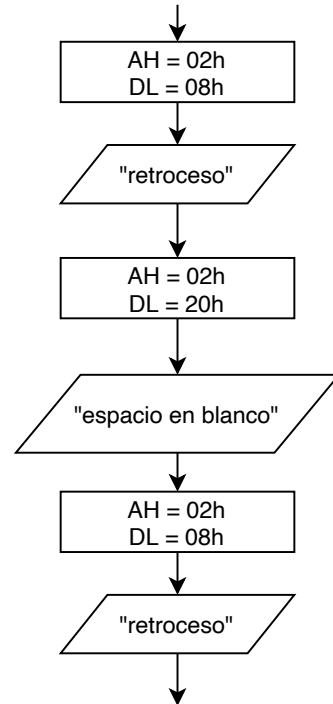 AH = 02h
DL = 08h
"retroceso"
AH = 02h
DL = 20h
"espacio en blanco"
AH = 02h
DL = 08h
"retroceso"